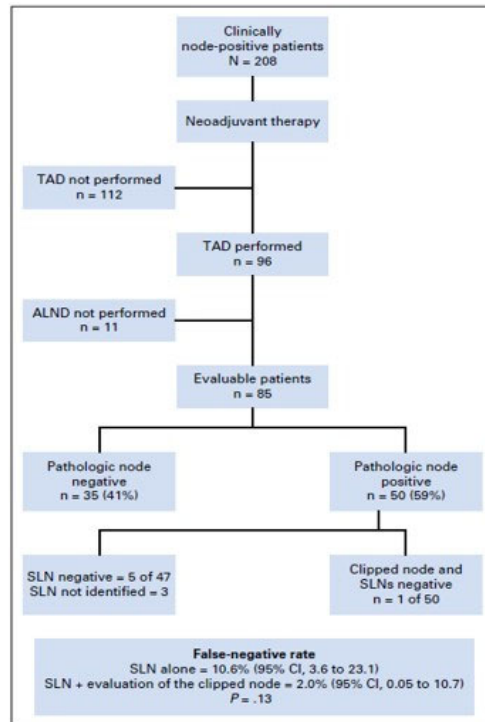 Clinically
node-positive patients
N = 208
Neoadjuvant therapy
TAD not performed
n = 112
TAD performed
n = 96
ALND not performed
n = 11
Evaluable patients
n = 85
Pathologic node
negative
n = 35 (41%)
Pathologic node
positive
n = 50 (59%)
SLN negative = 5 of 47
SLN not identified = 3
Clipped node and
SLNs negative
n = 1 of 50
False-negative rate
SLN alone = 10.6% (95% CI, 3.6 to 23.1)
SLN + evaluation of the clipped node = 2.0% (95% CI, 0.05 to 10.7)
P = .13